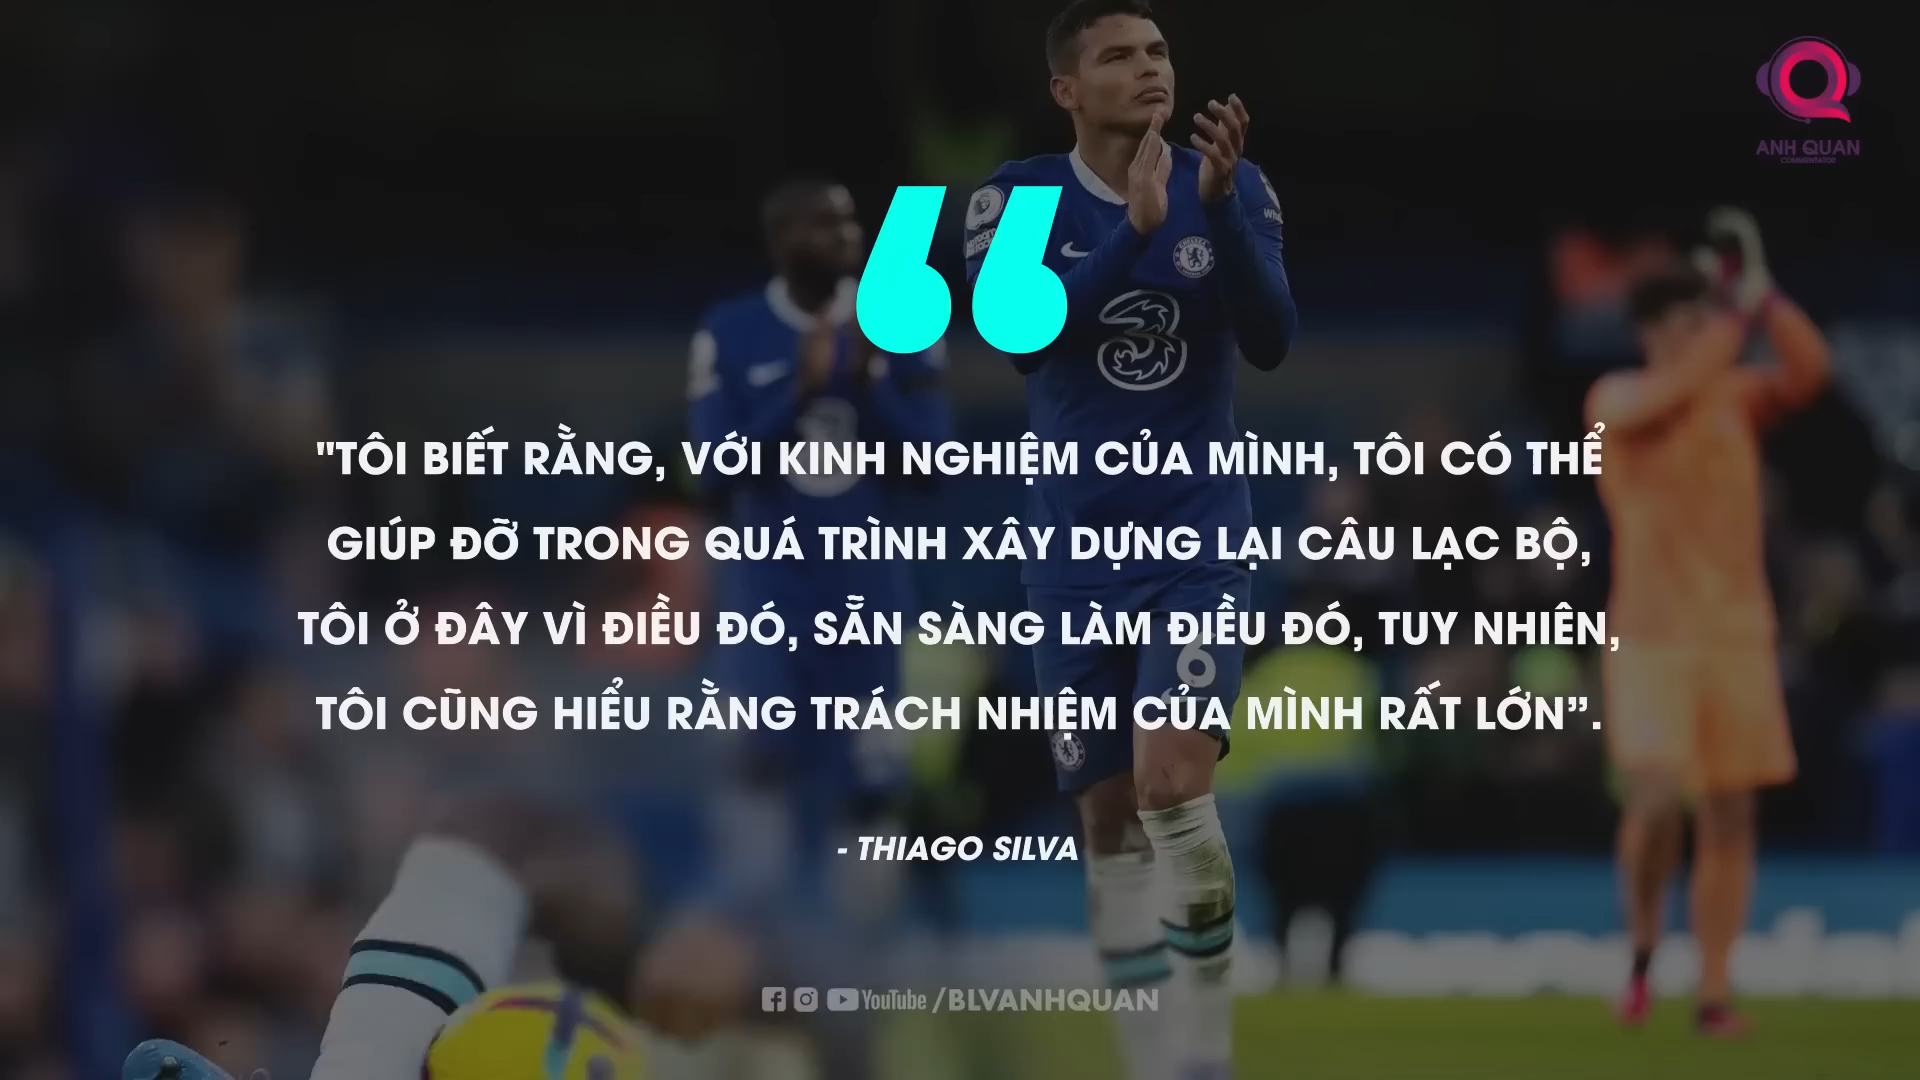 ANH QUAN
COMMENTATOR
"TÔI BIẾT RẰNG, VỚI KINH NGHIỆM CỦA MÌNH, TÔI CÓ THỂ
GIÚP ĐỠ TRONG QUÁ TRÌNH XÂY DỰNG LẠI CÂU LẠC BỘ,
TÔI Ở ĐÂY VÌ ĐIỀU ĐÓ, SẴN SÀNG LÀM ĐIỀU ĐÓ, TUY NHIÊN,
TÔI CŨNG HIỂU RẰNG TRÁCH NHIỆM CỦA MÌNH RẤT LỚN”.
- THIAGO SILVA
6
YouTube /BLVANHQUAN